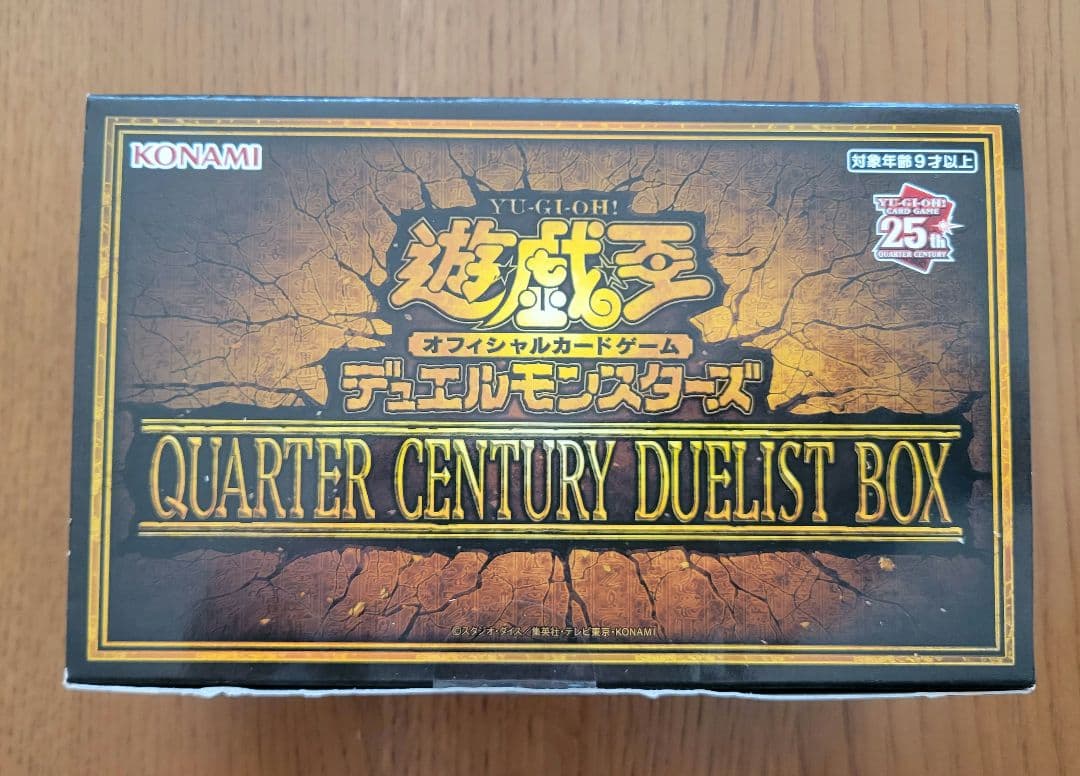 KONAMI
対象年齢9才以上
YU-GI-OH!
CARD GAME
25th
QUARTER CENTURY
YU-GI-OH!
遊☆戯☆王
オフィシャルカードゲーム
デュエルモンスターズ
QUARTER CENTURY DUELIST BOX
©スタジオ・ダイス/集英社・テレビ東京・KONAMI